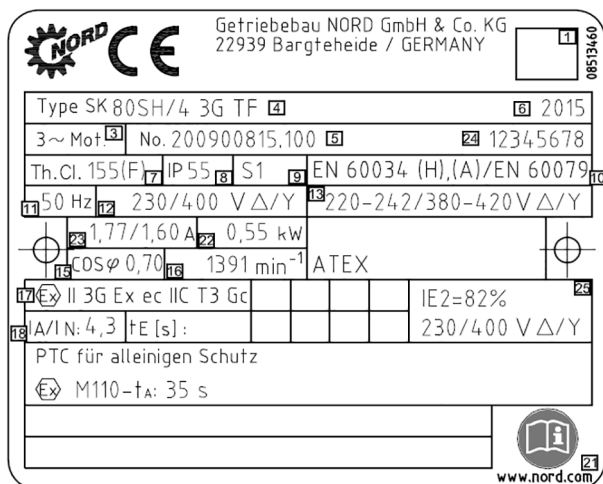 NORD CE Getriebebau NORD GmbH & Co. KG
22939 Bargteheide / GERMANY
1
08513460
Type SK 80SH/4 3G TF 4 6 2015
3~ Mot. 3 No. 200900815.100 5 24 12345678
Th.Cl. 155(F) 7 IP 55 8 S1 9 EN 60034 (H),(A)/EN 60079 10
11 50 Hz 12 230/400 V Δ/Y 13 220-242/380-420V Δ/Y
23 1,77/1,60 A 22 0,55 kW
15 COSφ 0,70 16 1391 min⁻¹ ATEX
17 Ex II 3G Ex ec IIC T3 Gc IE2=82% 25
18 IA/IN: 4,3 tE [s] : 230/400 V Δ/Y
PTC für alleinigen Schutz
Ex M110-tA: 35 s
i
21
www.nord.com